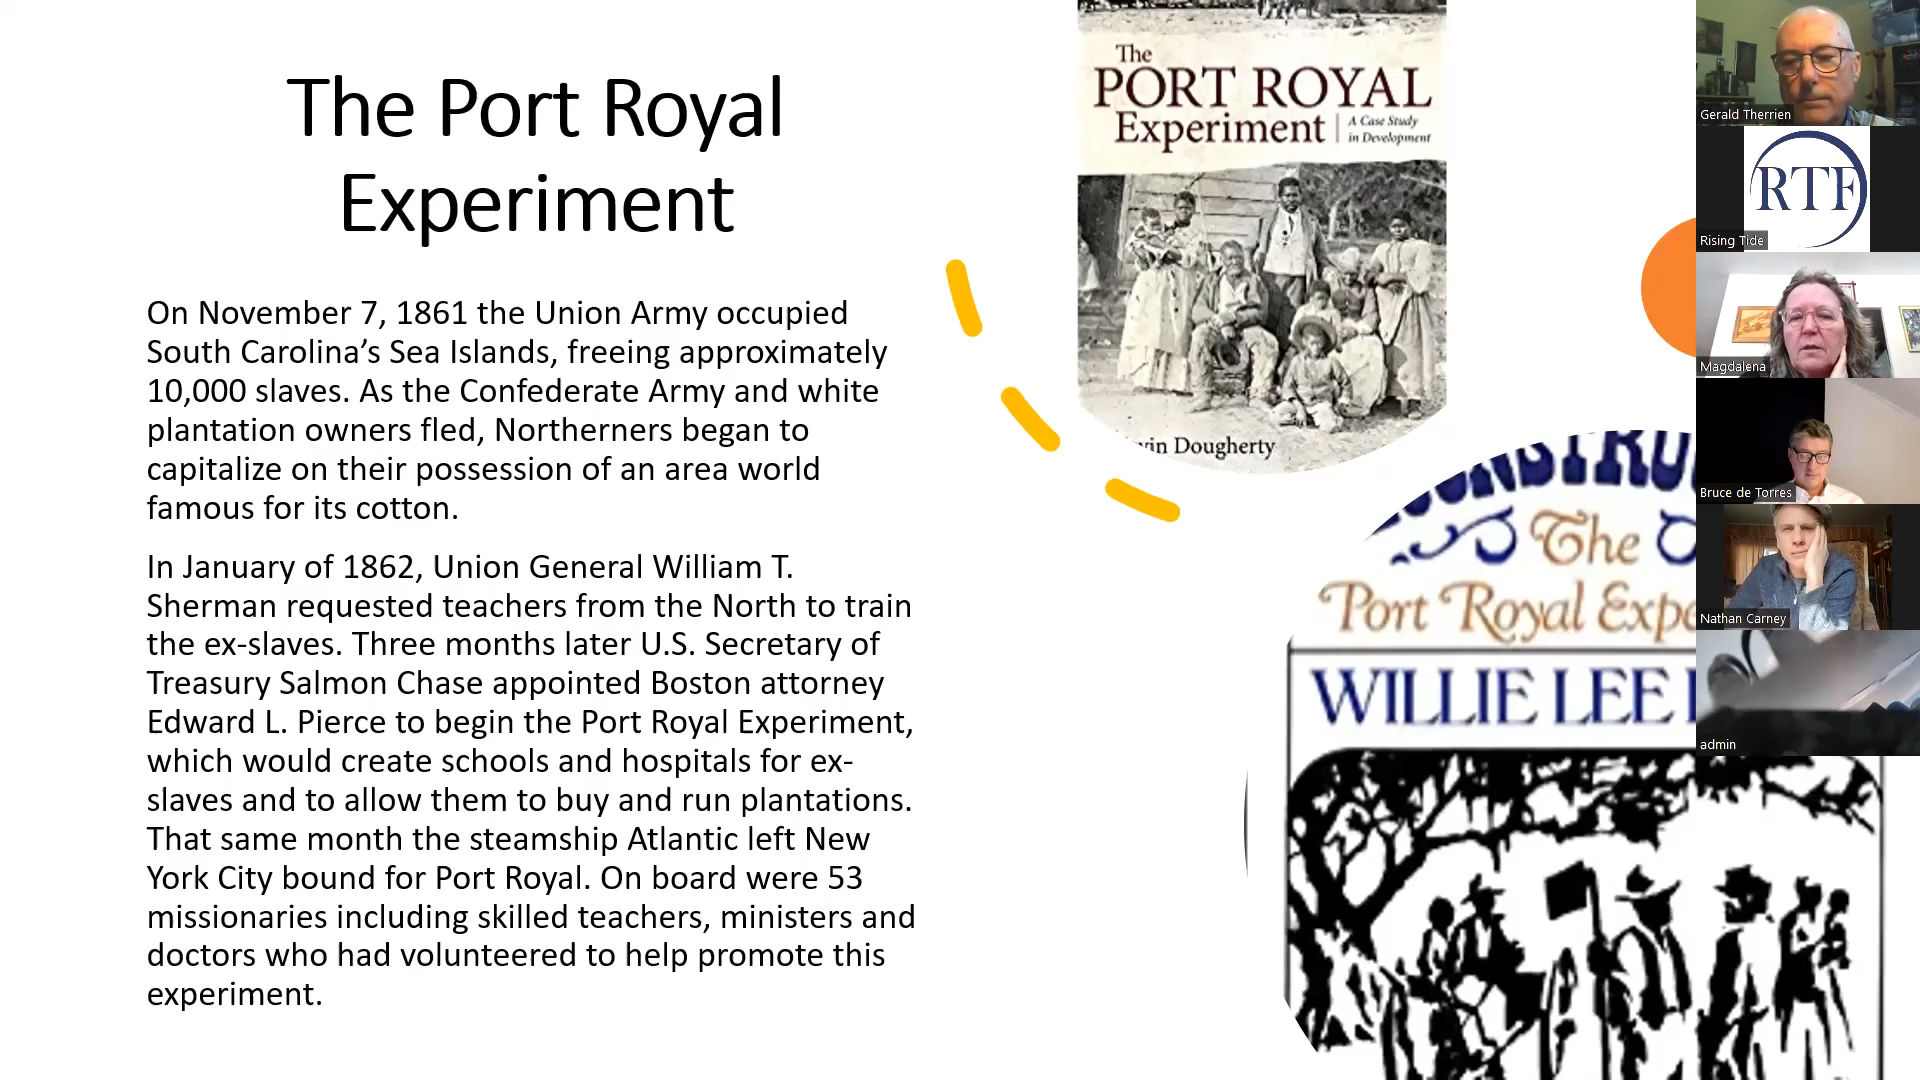 The Port Royal
Experiment
On November 7, 1861 the Union Army occupied
South Carolina’s Sea Islands, freeing approximately
10,000 slaves. As the Confederate Army and white
plantation owners fled, Northerners began to
capitalize on their possession of an area world
famous for its cotton.
In January of 1862, Union General William T.
Sherman requested teachers from the North to train
the ex-slaves. Three months later U.S. Secretary of
Treasury Salmon Chase appointed Boston attorney
Edward L. Pierce to begin the Port Royal Experiment,
which would create schools and hospitals for ex-
slaves and to allow them to buy and run plantations.
That same month the steamship Atlantic left New
York City bound for Port Royal. On board were 53
missionaries including skilled teachers, ministers and
doctors who had volunteered to help promote this
experiment.
The
PORT ROYAL
Experiment
A Case Study
in Development
Dougherty
The
Port Royal
WILLIE LEE
Gerald Therrien
RTF
Rising Tide
Magdalena
Bruce de Torres
Nathan Carney
admin